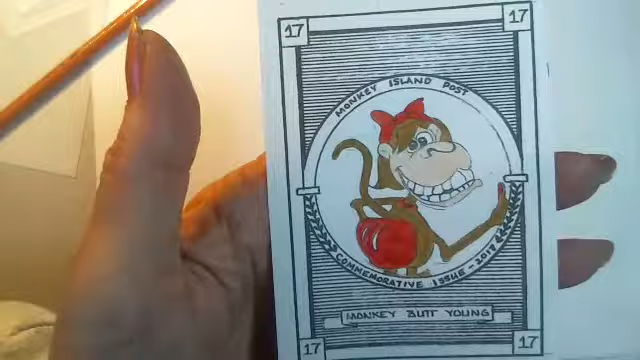 17
17
MONKEY ISLAND POST
COMMEMORATIVE ISSUE - 2017
MONKEY BUTT YOUNG
17
17